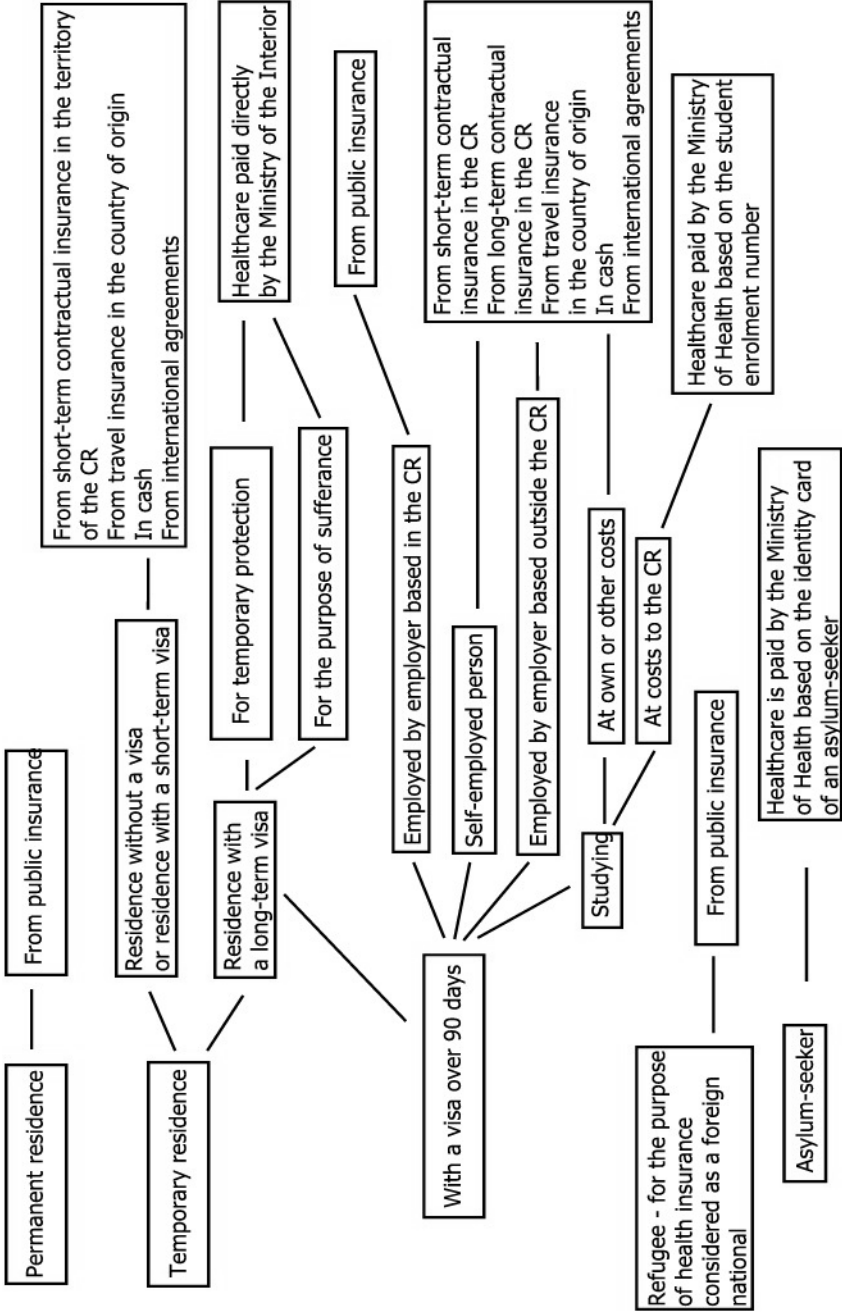 Permanent residence
From public insurance
Temporary residence
Residence without a visa
or residence with a short-term visa
From short-term contractual insurance in the territory
of the CR
From travel insurance in the country of origin
In cash
From international agreements
Residence with
a long-term visa
For temporary protection
For the purpose of sufferance
Healthcare paid directly
by the Ministry of the Interior
With a visa over 90 days
Employed by employer based in the CR
From public insurance
Self-employed person
Employed by employer based outside the CR
From short-term contractual
insurance in the CR
From long-term contractual
insurance in the CR
From travel insurance
in the country of origin
In cash
From international agreements
Studying
At own or other costs
At costs to the CR
Healthcare paid by the Ministry
of Health based on the student
enrolment number
Refugee - for the purpose
of health insurance
considered as a foreign
national
From public insurance
Asylum-seeker
Healthcare is paid by the Ministry
of Health based on the identity card
of an asylum-seeker